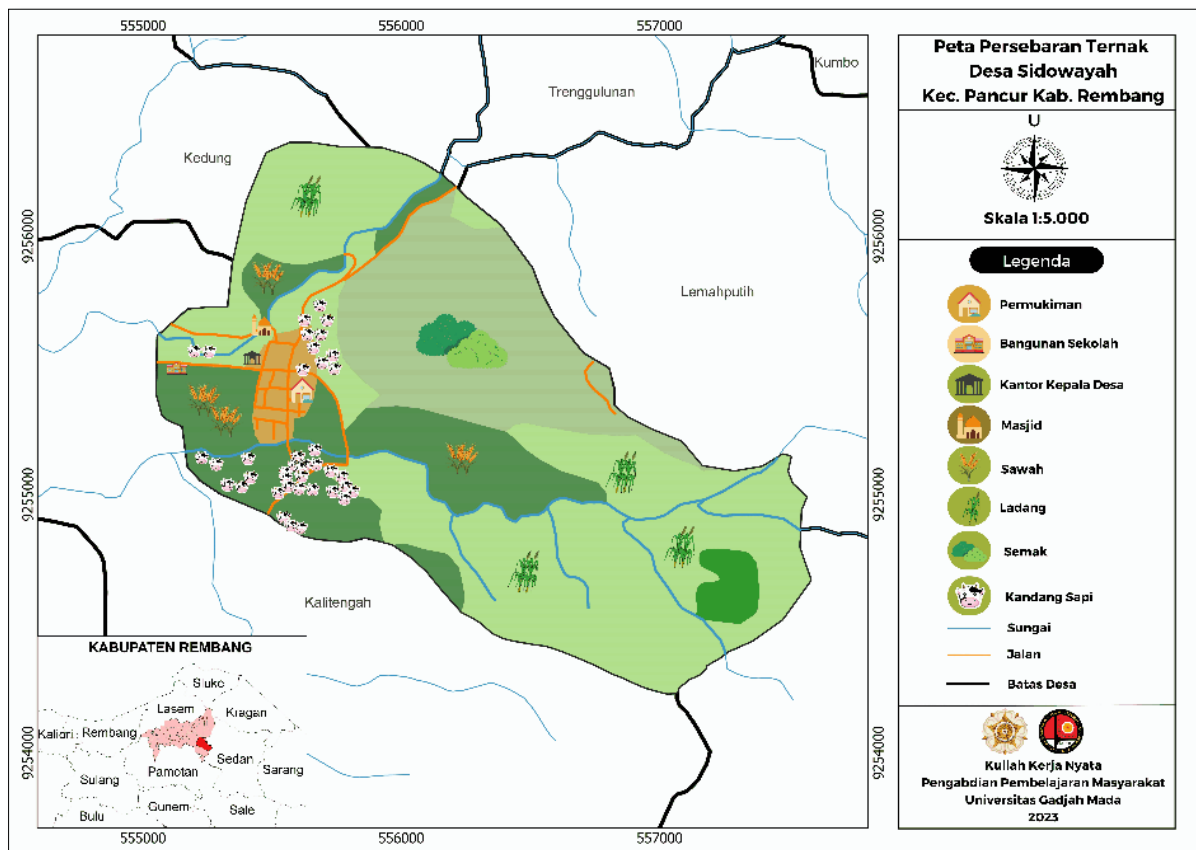 555000
556000
557000
Kumbo
Trenggulunan
Kedung
9256000
9256000
Lemahputih
9255000
9255000
Kalitengah
KABUPATEN REMBANG
Sluke
Lasem
Kragan
Kaliori
Rembang
Sedan
Sarang
Sulang
Pamotan
Gunem
Sale
Bulu
9254000
9254000
555000
556000
557000
Peta Persebaran Ternak
Desa Sidowayah
Kec. Pancur Kab. Rembang
U
Skala 1:5.000
Legenda
Permukiman
Bangunan Sekolah
Kantor Kepala Desa
Masjid
Sawah
Ladang
Semak
Kandang Sapi
Sungai
Jalan
Batas Desa
Kuliah Kerja Nyata
Pengabdian Pembelajaran Masyarakat
Universitas Gadjah Mada
2023